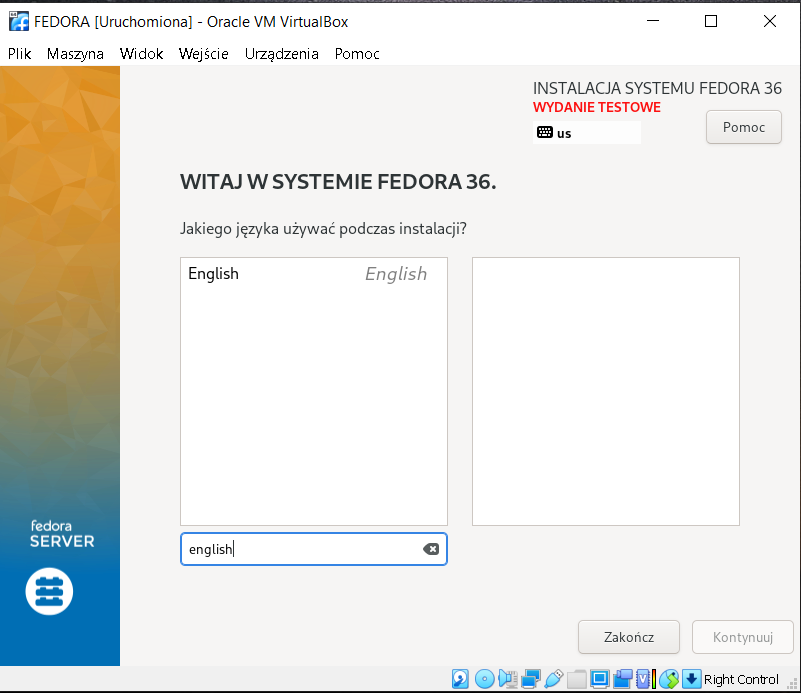 FEDORA [Uruchomiona] - Oracle VM VirtualBox
Plik Maszyna Widok Wejście Urządzenia Pomoc
INSTALACJA SYSTEMU FEDORA 36
WYDANIE TESTOWE
us
Pomoc
WITAJ W SYSTEMIE FEDORA 36.
Jakiego języka używać podczas instalacji?
English English
fedora
SERVER
english
Zakończ Kontynuuj
Right Control